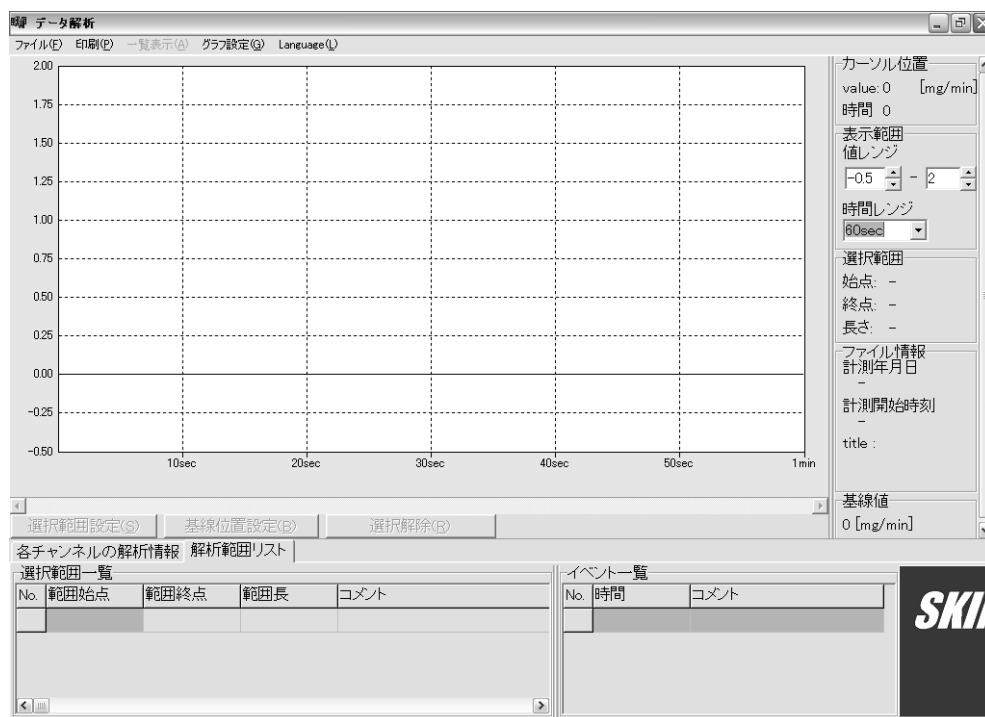 データ解析
ファイル(F) 印刷(P) 一覧表示(A) グラフ設定(G) Language(L)
2.00
1.75
1.50
1.25
1.00
0.75
0.50
0.25
0.00
-0.25
-0.50
10sec 20sec 30sec 40sec 50sec 1min
カーソル位置
value: 0 [mg/min]
時間 0
表示範囲
値レンジ
-0.5 - 2
時間レンジ
60sec
選択範囲
始点: -
終点: -
長さ: -
ファイル情報
計測年月日
-
計測開始時刻
-
title :
基線値
0 [mg/min]
選択範囲設定(S) 基線位置設定(B) 選択解除(R)
各チャンネルの解析情報 解析範囲リスト
選択範囲一覧
No. 範囲始点 範囲終点 範囲長 コメント
イベント一覧
No. 時間 コメント